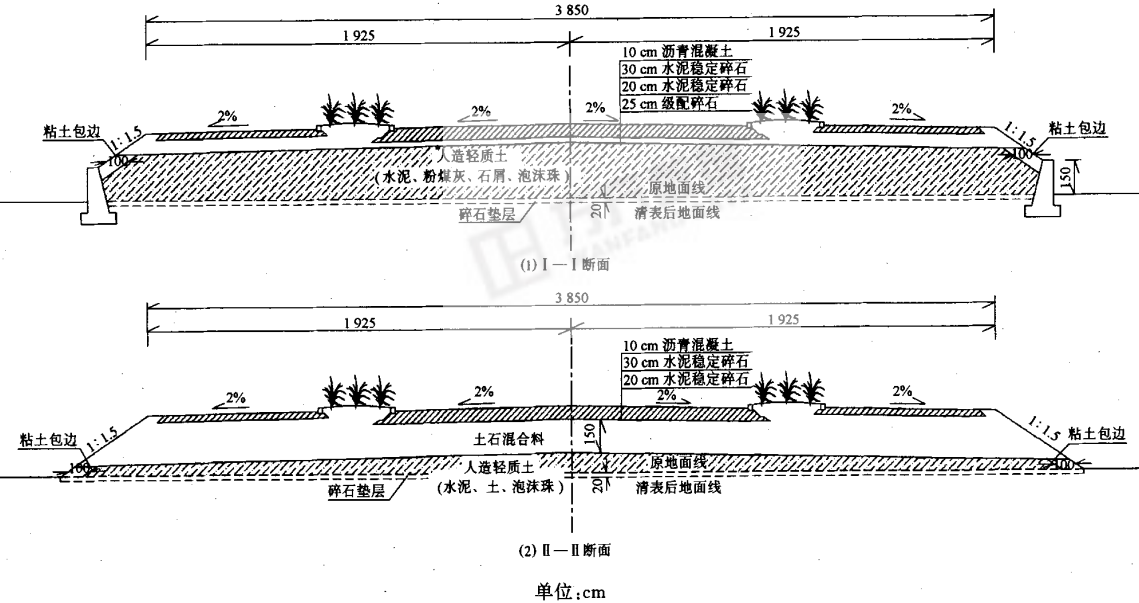 3 850
1 925
1 925
10 cm 沥青混凝土
30 cm 水泥稳定碎石
20 cm 水泥稳定碎石
25 cm 级配碎石
2%
2%
2%
2%
粘土包边
1:1.5
100
1:1.5
粘土包边
100
150
人造轻质土
(水泥、粉煤灰、石屑、泡沫珠)
原地面线
碎石垫层
20
清表后地面线
(1) Ⅰ—Ⅰ断面
3 850
1 925
1 925
10 cm 沥青混凝土
30 cm 水泥稳定碎石
20 cm 水泥稳定碎石
2%
2%
2%
2%
粘土包边
1:1.5
100
1:1.5
粘土包边
100
土石混合料
150
人造轻质土
(水泥、土、泡沫珠)
原地面线
碎石垫层
20
清表后地面线
(2) Ⅱ—Ⅱ断面
单位:cm